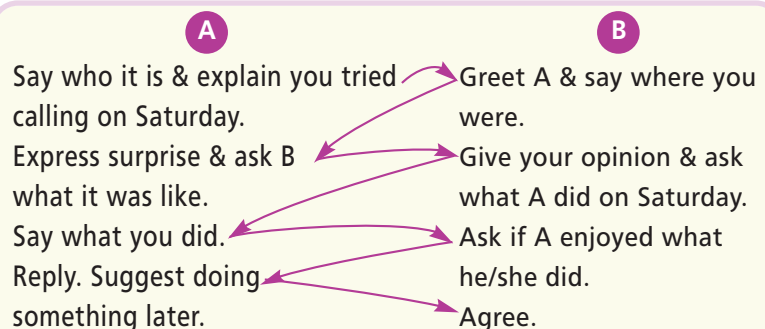 A
Say who it is & explain you tried
calling on Saturday.
Express surprise & ask B
what it was like.
Say what you did.
Reply. Suggest doing
something later.
B
Greet A & say where you
were.
Give your opinion & ask
what A did on Saturday.
Ask if A enjoyed what
he/she did.
Agree.